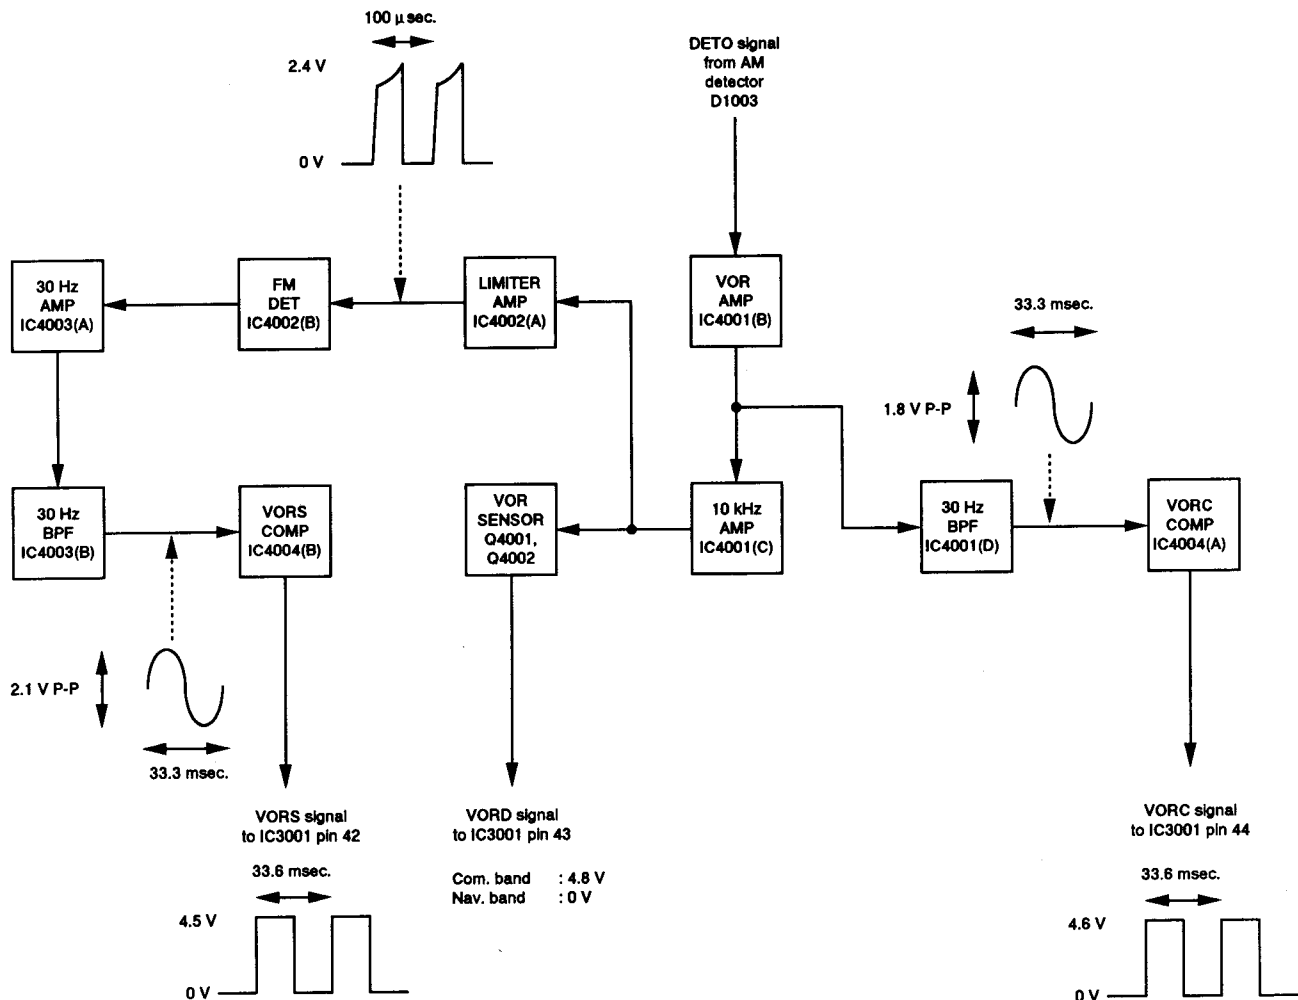 100 µ sec.
2.4 V
0 V
DETO signal
from AM
detector
D1003
30 Hz
AMP
IC4003(A)
FM
DET
IC4002(B)
LIMITER
AMP
IC4002(A)
VOR
AMP
IC4001(B)
33.3 msec.
1.8 V P-P
30 Hz
BPF
IC4003(B)
VORS
COMP
IC4004(B)
VOR
SENSOR
Q4001,
Q4002
10 kHz
AMP
IC4001(C)
30 Hz
BPF
IC4001(D)
VORC
COMP
IC4004(A)
2.1 V P-P
33.3 msec.
VORS signal
to IC3001 pin 42
VORD signal
to IC3001 pin 43
VORC signal
to IC3001 pin 44
33.6 msec.
4.5 V
0 V
Com. band : 4.8 V
Nav. band : 0 V
33.6 msec.
4.6 V
0 V